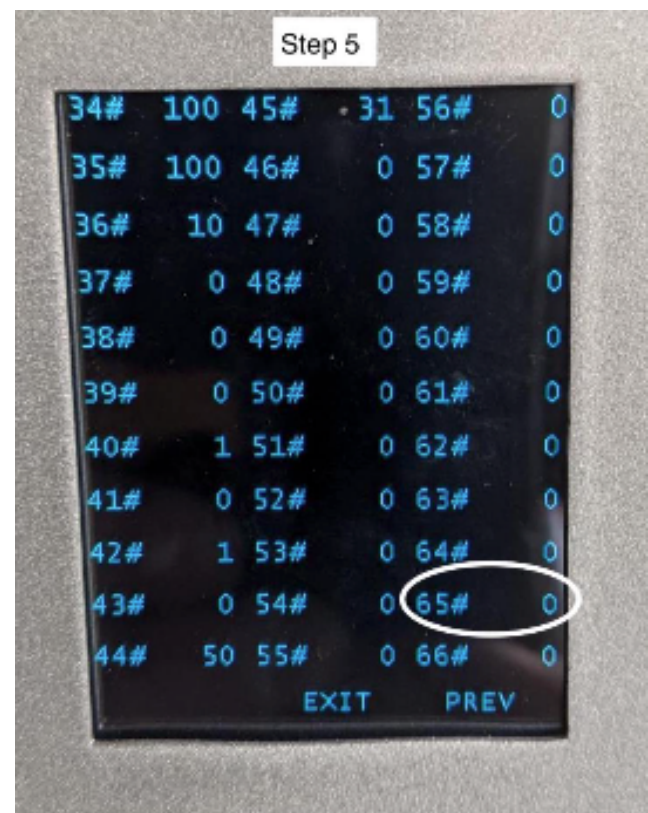 Step 5
34# 100 45# 31 56# 0
35# 100 46# 0 57# 0
36# 10 47# 0 58# 0
37# 0 48# 0 59# 0
38# 0 49# 0 60# 0
39# 0 50# 0 61# 0
40# 1 51# 0 62# 0
41# 0 52# 0 63# 0
42# 1 53# 0 64# 0
43# 0 54# 0 65# 0
44# 50 55# 0 66# 0
EXIT PREV